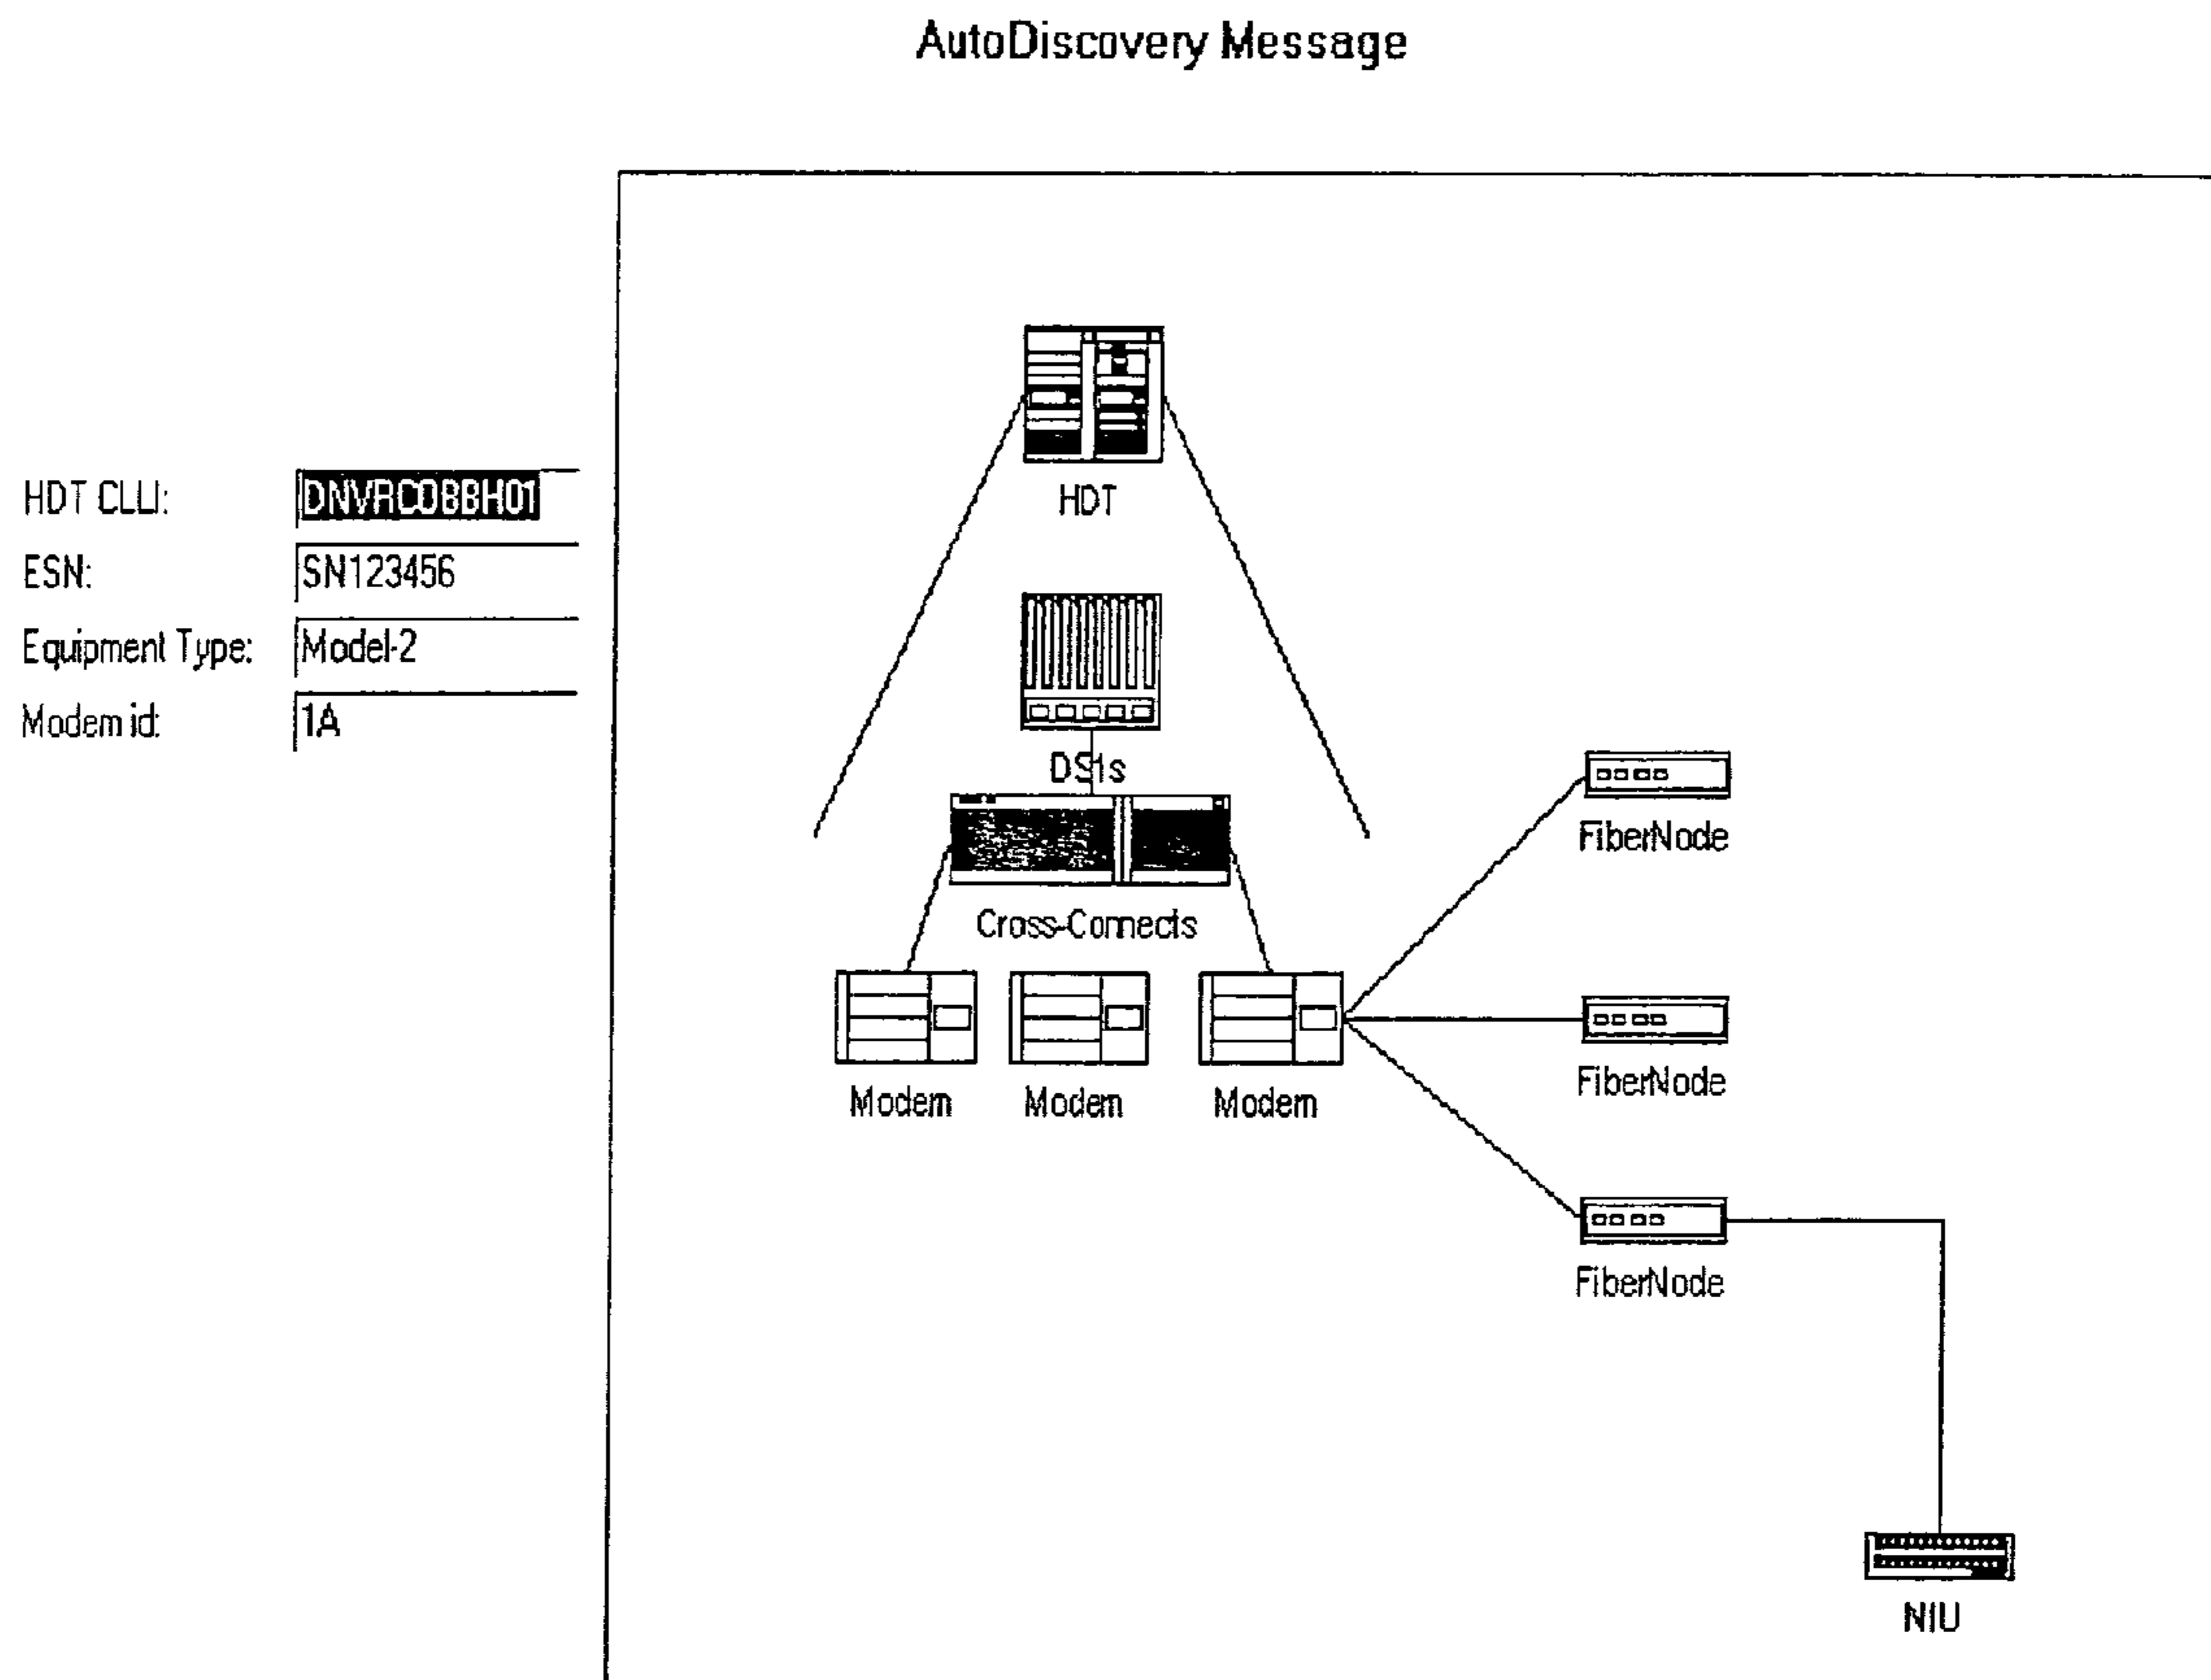 AutoDiscovery Message
HDT CLLI: DNVRCOBBH01
ESN: SN123456
Equipment Type: Model-2
Modem id: 1A
HDT
DS1s
Cross-Connects
Modem Modem Modem
FiberNode
FiberNode
FiberNode
NIU